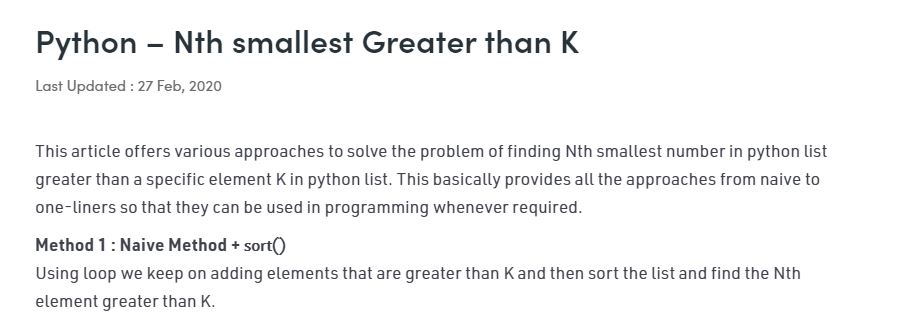 Python – Nth smallest Greater than K
Last Updated : 27 Feb, 2020
This article offers various approaches to solve the problem of finding Nth smallest number in python list
greater than a specific element K in python list. This basically provides all the approaches from naive to
one-liners so that they can be used in programming whenever required.
Method 1 : Naive Method + sort()
Using loop we keep on adding elements that are greater than K and then sort the list and find the Nth
element greater than K.